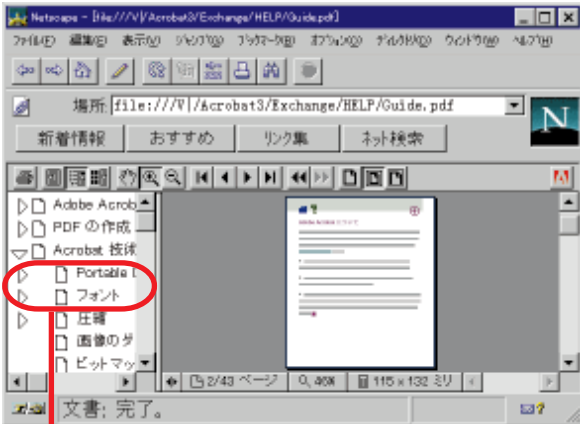 Netscape - [file:///V|/Acrobat3/Exchange/HELP/Guide.pdf]
ファイル(F) 編集(E) 表示(V) ジャンプ(G) ブックマーク(B) オプション(O) ディレクトリ(D) ウィンドウ(W) ヘルプ(H)
場所: file:///V|/Acrobat3/Exchange/HELP/Guide.pdf
N
新着情報 おすすめ リンク集 ネット検索
Adobe Acrob
PDF の作成
Acrobat 技術
Portable D
フォント
圧縮
画像のダ
ビットマッ
2/43 ページ 0, 46% 115 x 132 ミリ
文書: 完了。